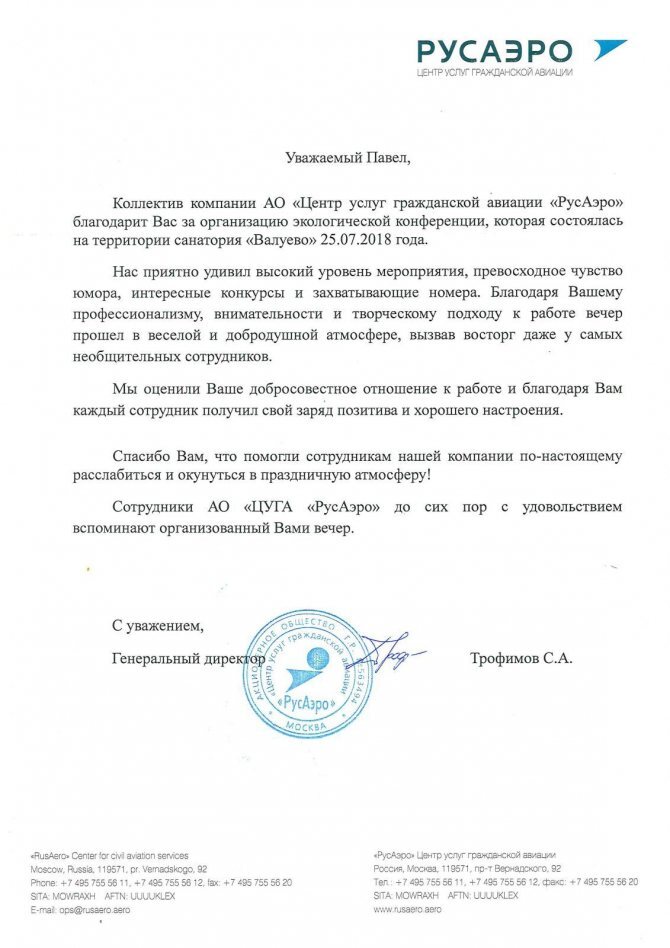 РУСАЭРО
ЦЕНТР УСЛУГ ГРАЖДАНСКОЙ АВИАЦИИ
Уважаемый Павел,
Коллектив компании АО «Центр услуг гражданской авиации «РусАэро»
благодарит Вас за организацию экологической конференции, которая состоялась
на территории санатория «Валуево» 25.07.2018 года.
Нас приятно удивил высокий уровень мероприятия, превосходное чувство
юмора, интересные конкурсы и захватывающие номера. Благодаря Вашему
профессионализму, внимательности и творческому подходу к работе вечер
прошел в веселой и добродушной атмосфере, вызвав восторг даже у самых
необщительных сотрудников.
Мы оценили Ваше добросовестное отношение к работе и благодаря Вам
каждый сотрудник получил свой заряд позитива и хорошего настроения.
Спасибо Вам, что помогли сотрудникам нашей компании по-настоящему
расслабиться и окунуться в праздничную атмосферу!
Сотрудники АО «ЦУГА «РусАэро» до сих пор с удовольствием
вспоминают организованный Вами вечер.
С уважением,
Генеральный директор
Трофимов С.А.
АКЦИОНЕРНОЕ ОБЩЕСТВО
«Центр услуг гражданской авиации
«РусАэро»
МОСКВА
«RusAero» Center for civil aviation services
Moscow, Russia, 119571, pr. Vernadskogo, 92
Phone: +7 495 755 56 11, +7 495 755 56 12, fax: +7 495 755 56 20
SITA: MOWRAXH AFTN: UUUUKLEX
E-mail: ops@rusaero.aero
«РусАэро» Центр услуг гражданской авиации
Россия, Москва, 119571, пр-т Вернадского, 92
Тел.: +7 495 755 56 11, +7 495 755 56 12, факс: +7 495 755 56 20
SITA: MOWRAXH AFTN: UUUUKLEX
www.rusaero.aero